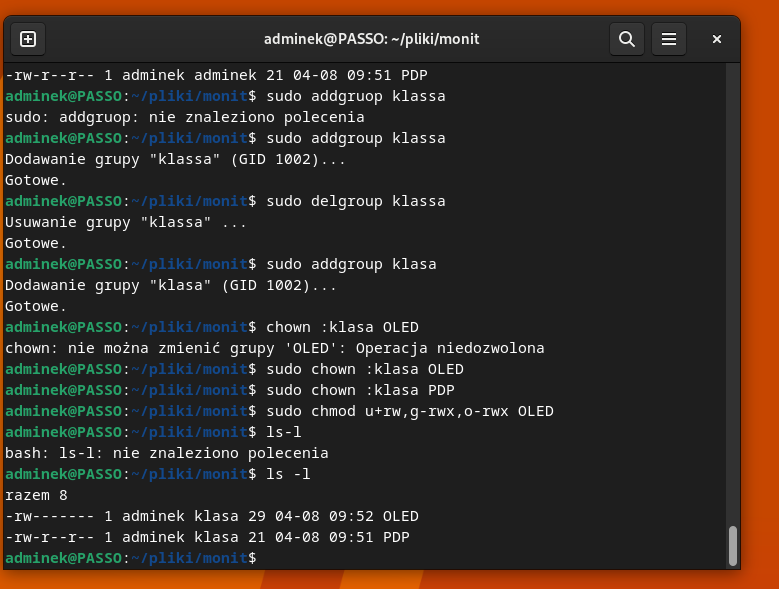 adminek@PASSO: ~/pliki/monit
-rw-r--r-- 1 adminek adminek 21 04-08 09:51 PDP
adminek@PASSO:~/pliki/monit$ sudo addgruop klassa
sudo: addgruop: nie znaleziono polecenia
adminek@PASSO:~/pliki/monit$ sudo addgroup klassa
Dodawanie grupy "klassa" (GID 1002)...
Gotowe.
adminek@PASSO:~/pliki/monit$ sudo delgroup klassa
Usuwanie grupy "klassa" ...
Gotowe.
adminek@PASSO:~/pliki/monit$ sudo addgroup klasa
Dodawanie grupy "klasa" (GID 1002)...
Gotowe.
adminek@PASSO:~/pliki/monit$ chown :klasa OLED
chown: nie można zmienić grupy 'OLED': Operacja niedozwolona
adminek@PASSO:~/pliki/monit$ sudo chown :klasa OLED
adminek@PASSO:~/pliki/monit$ sudo chown :klasa PDP
adminek@PASSO:~/pliki/monit$ sudo chmod u+rw,g-rwx,o-rwx OLED
adminek@PASSO:~/pliki/monit$ ls-l
bash: ls-l: nie znaleziono polecenia
adminek@PASSO:~/pliki/monit$ ls -l
razem 8
-rw------- 1 adminek klasa 29 04-08 09:52 OLED
-rw-r--r-- 1 adminek klasa 21 04-08 09:51 PDP
adminek@PASSO:~/pliki/monit$